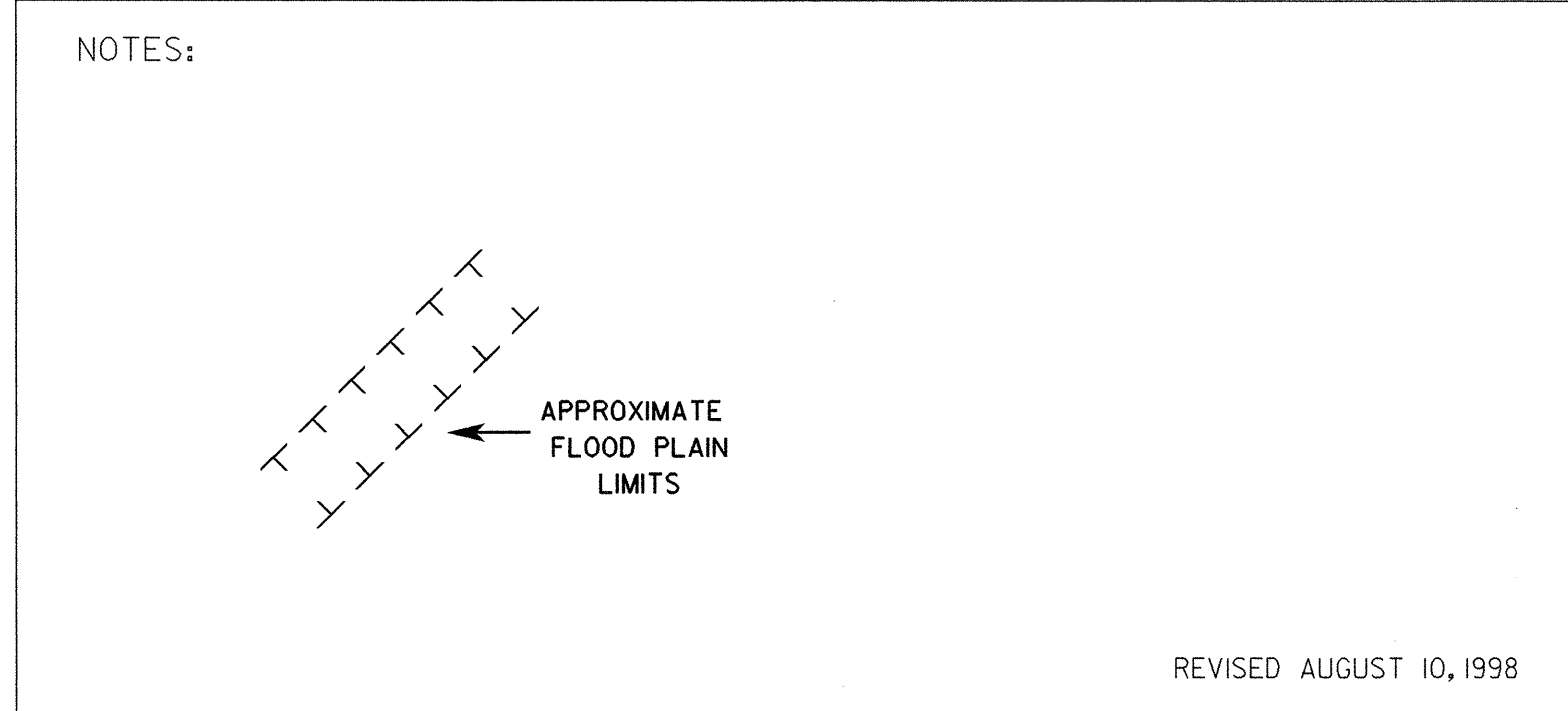 NOTES:
APPROXIMATE
FLOOD PLAIN
LIMITS
REVISED AUGUST 10, 1998